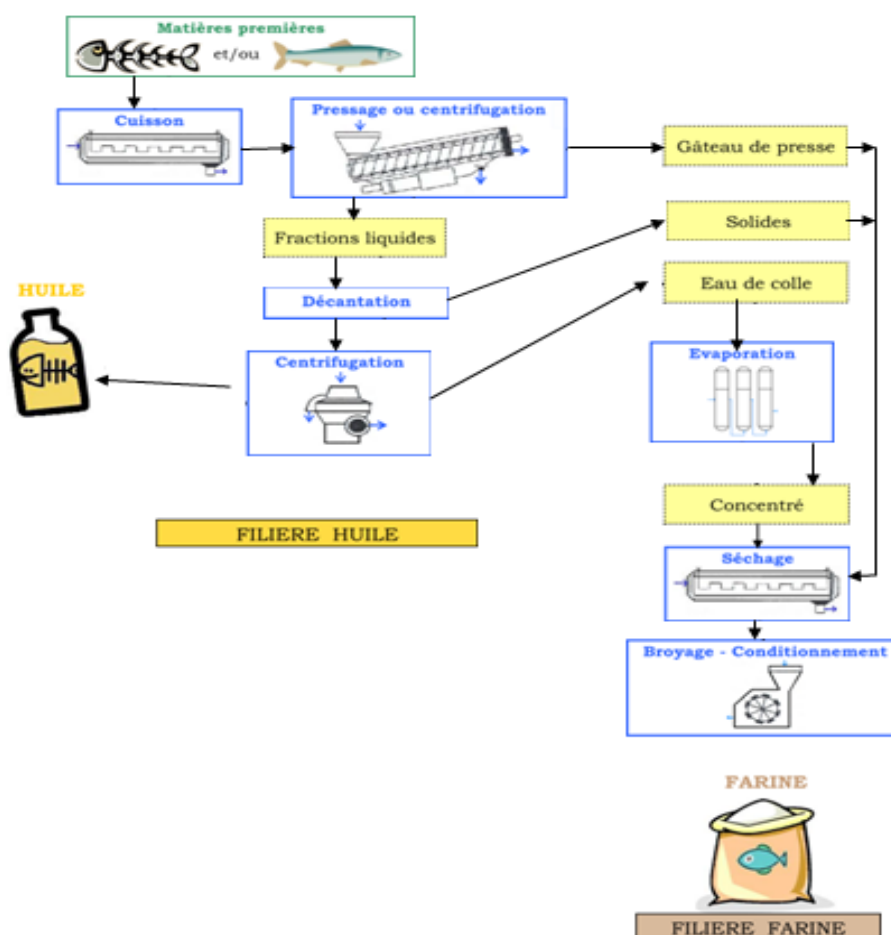 Matières premières
et/ou
Cuisson
Pressage ou centrifugation
Gâteau de presse
Fractions liquides
Solides
Décantation
Eau de colle
HUILE
Centrifugation
Evaporation
Concentré
FILIERE HUILE
Séchage
Broyage - Conditionnement
FARINE
FILIERE FARINE